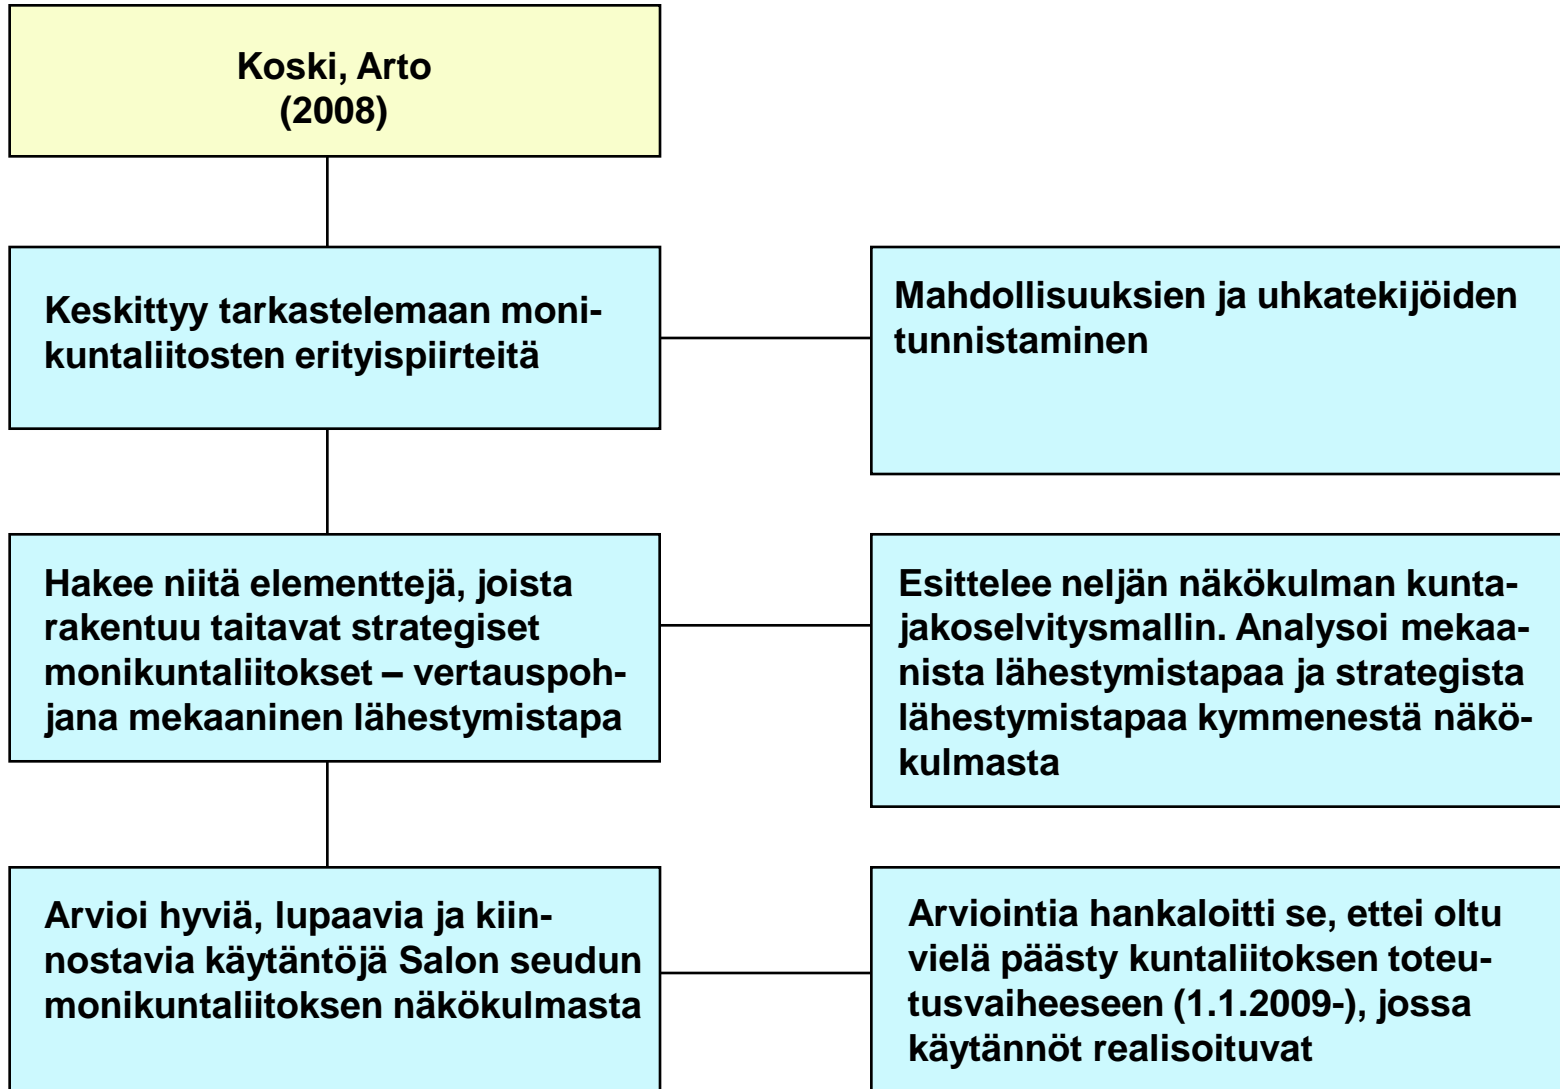 Koski, Arto
(2008)
Keskittyy tarkastelemaan moni-
kuntaliitosten erityispiirteitä
Mahdollisuuksien ja uhkatekijöiden
tunnistaminen
Hakee niitä elementtejä, joista
rakentuu taitavat strategiset
monikuntaliitokset – vertauspoh-
jana mekaaninen lähestymistapa
Esittelee neljän näkökulman kunta-
jakoselvitysmallin. Analysoi mekaa-
nista lähestymistapaa ja strategista
lähestymistapaa kymmenestä näkö-
kulmasta
Arvioi hyviä, lupaavia ja kiin-
nostavia käytäntöjä Salon seudun
monikuntaliitoksen näkökulmasta
Arviointia hankaloitti se, ettei oltu
vielä päästy kuntaliitoksen toteu-
tusvaiheeseen (1.1.2009-), jossa
käytännöt realisoituvat